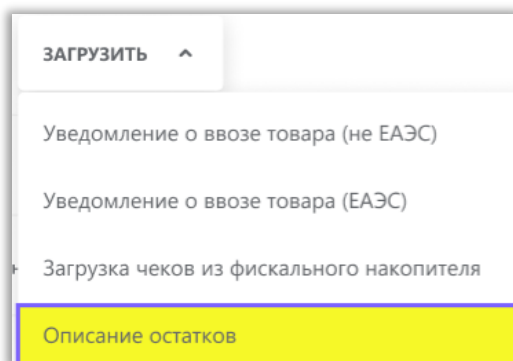 ЗАГРУЗИТЬ
Уведомление о ввозе товара (не ЕАЭС)
Уведомление о ввозе товара (ЕАЭС)
Загрузка чеков из фискального накопителя
Описание остатков